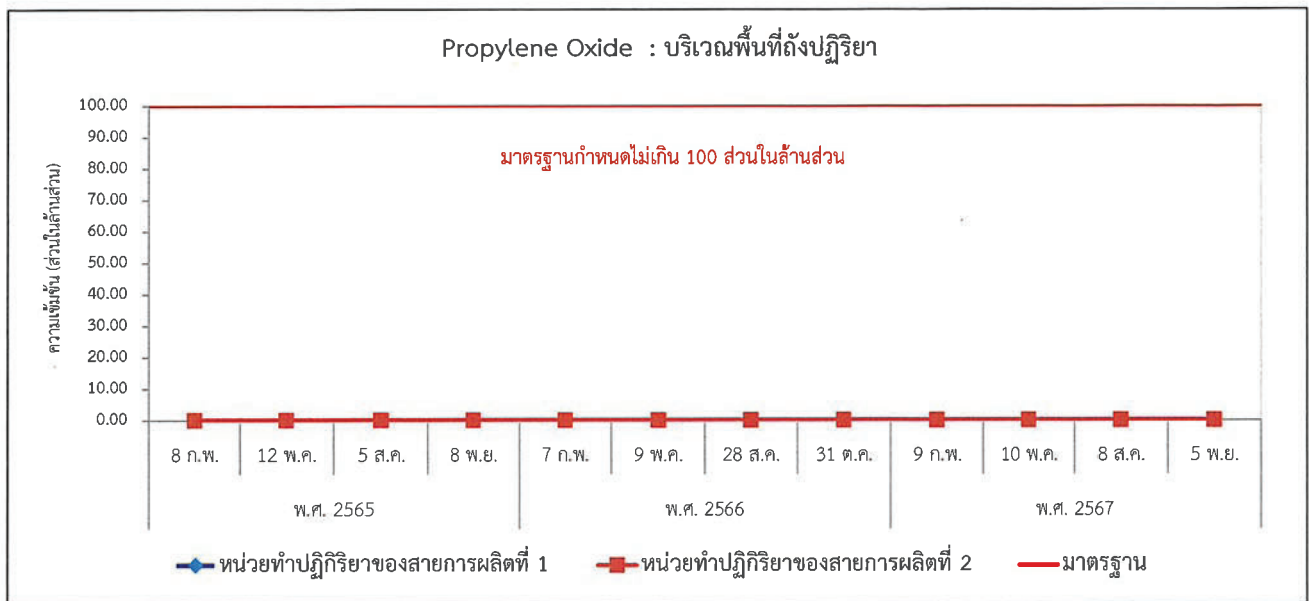 Propylene Oxide : บริเวณพื้นที่ถังปฏิริยา
100.00
90.00
80.00
70.00
60.00
50.00
40.00
30.00
20.00
10.00
0.00
ความเข้มข้น (ส่วนในล้านส่วน)
มาตรฐานกำหนดไม่เกิน 100 ส่วนในล้านส่วน
8 ก.พ. 12 พ.ค. 5 ส.ค. 8 พ.ย. 7 ก.พ. 9 พ.ค. 28 ส.ค. 31 ต.ค. 9 ก.พ. 10 พ.ค. 8 ส.ค. 5 พ.ย.
พ.ศ. 2565 พ.ศ. 2566 พ.ศ. 2567
หน่วยทำปฏิกิริยาของสายการผลิตที่ 1 หน่วยทำปฏิกิริยาของสายการผลิตที่ 2 มาตรฐาน